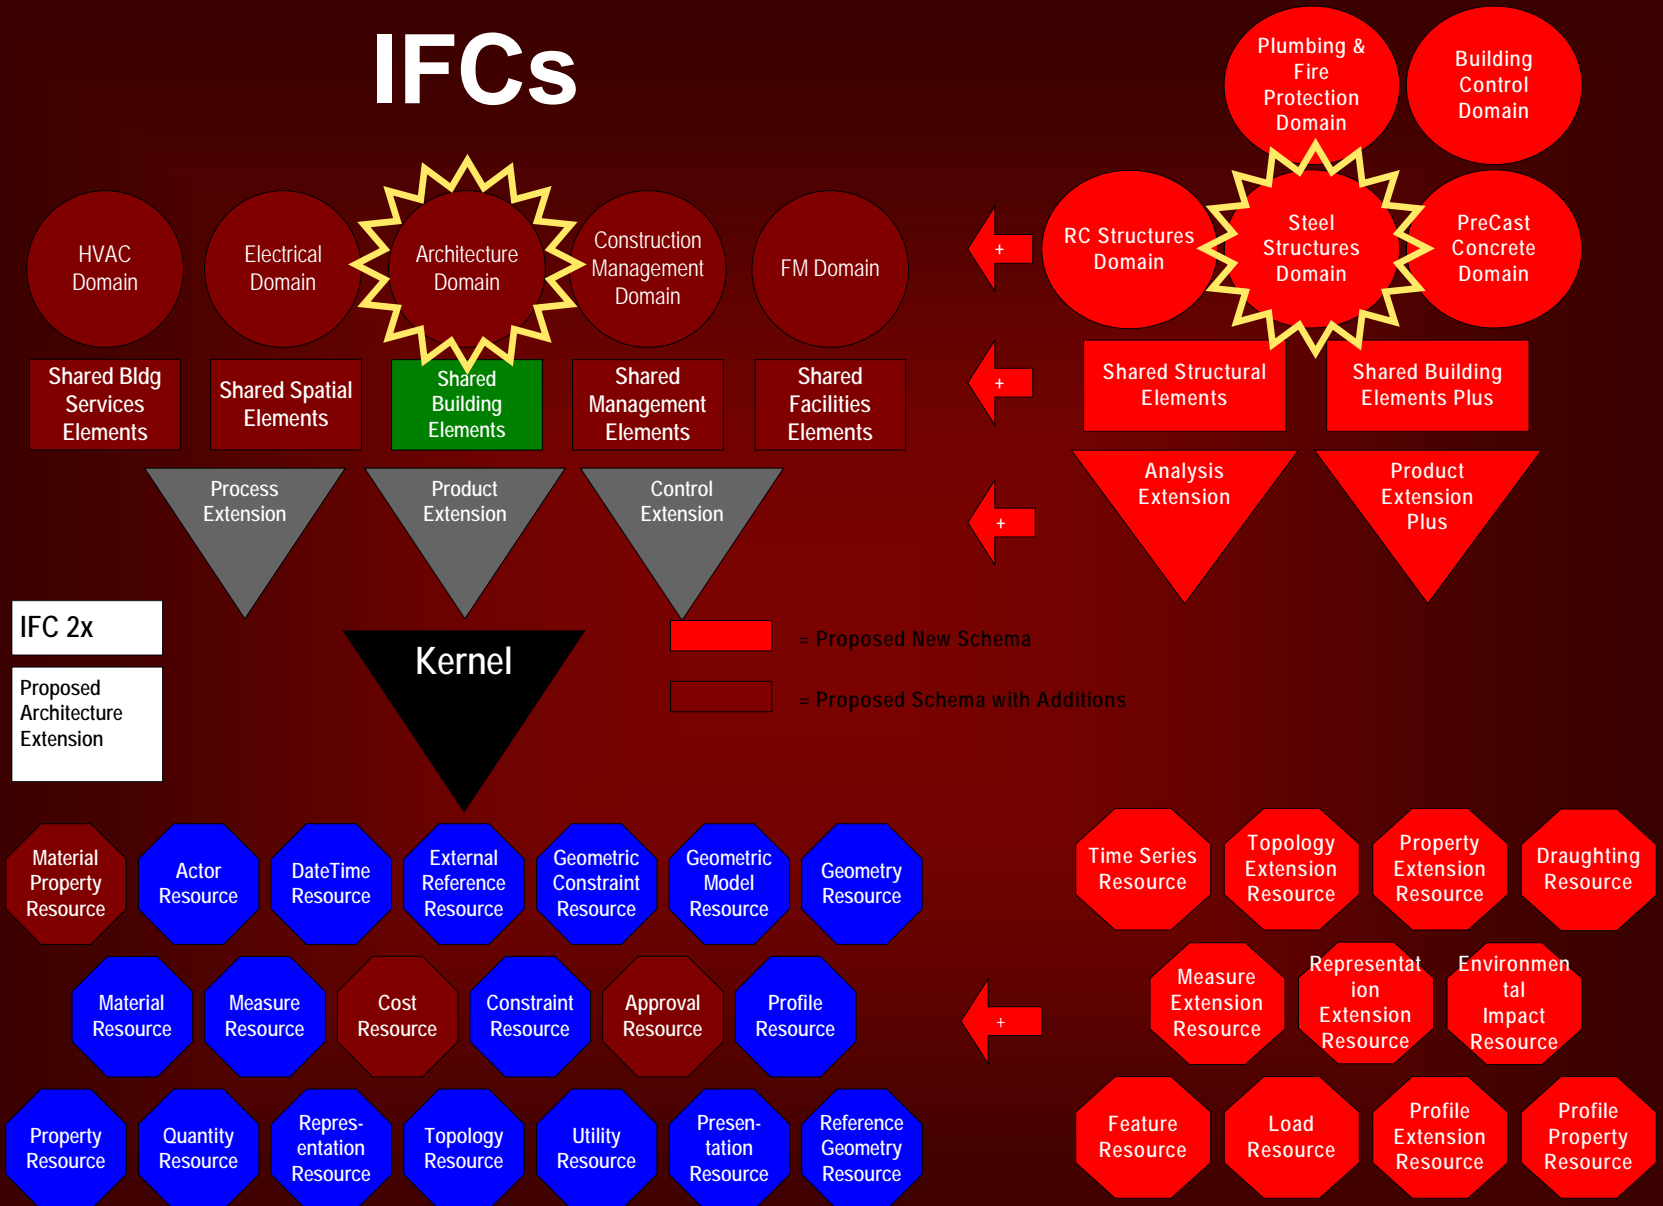 IFCs
Plumbing &
Fire
Protection
Domain
Building
Control
Domain
HVAC
Domain
Electrical
Domain
Architecture
Domain
Construction
Management
Domain
FM Domain
+
RC Structures
Domain
Steel
Structures
Domain
PreCast
Concrete
Domain
Shared Bldg
Services
Elements
Shared Spatial
Elements
Shared
Building
Elements
Shared
Management
Elements
Shared
Facilities
Elements
+
Shared Structural
Elements
Shared Building
Elements Plus
Process
Extension
Product
Extension
Control
Extension
+
Analysis
Extension
Product
Extension
Plus
IFC 2x
Proposed
Architecture
Extension
Kernel
= Proposed New Schema
= Proposed Schema with Additions
Material
Property
Resource
Actor
Resource
DateTime
Resource
External
Reference
Resource
Geometric
Constraint
Resource
Geometric
Model
Resource
Geometry
Resource
Time Series
Resource
Topology
Extension
Resource
Property
Extension
Resource
Draughting
Resource
Material
Resource
Measure
Resource
Cost
Resource
Constraint
Resource
Approval
Resource
Profile
Resource
+
Measure
Extension
Resource
Representat
ion
Extension
Resource
Environmen
tal
Impact
Resource
Property
Resource
Quantity
Resource
Repres-
entation
Resource
Topology
Resource
Utility
Resource
Presen-
tation
Resource
Reference
Geometry
Resource
Feature
Resource
Load
Resource
Profile
Extension
Resource
Profile
Property
Resource